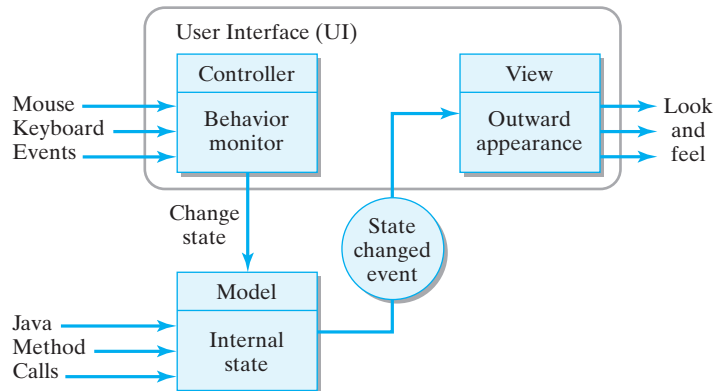 User Interface (UI)
Controller
Behavior
monitor
View
Outward
appearance
Mouse
Keyboard
Events
Look
and
feel
Change
state
State
changed
event
Model
Internal
state
Java
Method
Calls